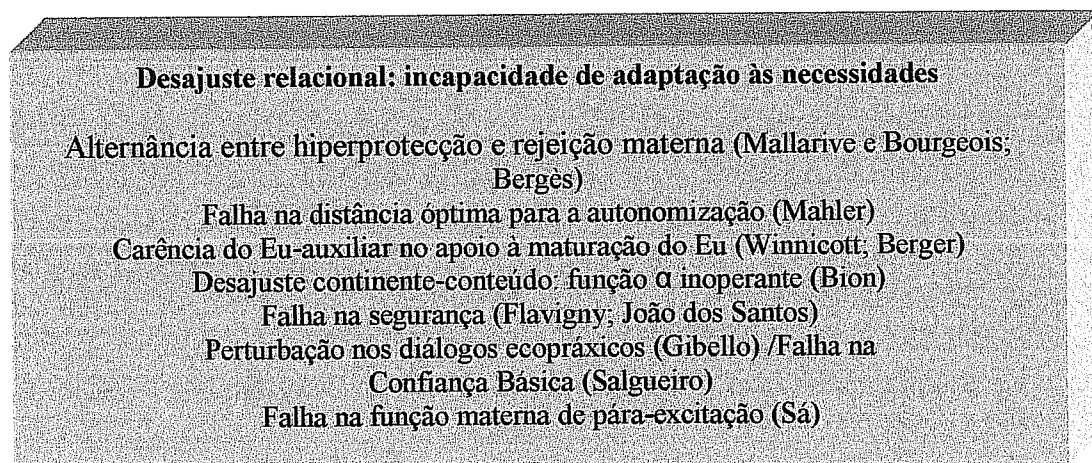 Desajuste relacional: incapacidade de adaptação às necessidades
Alternância entre hiperprotecção e rejeição materna (Mallarive e Bourgeois;
Bergès)
Falha na distância óptima para a autonomização (Mahler)
Carência do Eu-auxiliar no apoio à maturação do Eu (Winnicott; Berger)
Desajuste continente-conteúdo: função α inoperante (Bion)
Falha na segurança (Flavigny; João dos Santos)
Perturbação nos diálogos ecopráxicos (Gibello) /Falha na
Confiança Básica (Salgueiro)
Falha na função materna de pára-excitação (Sá)